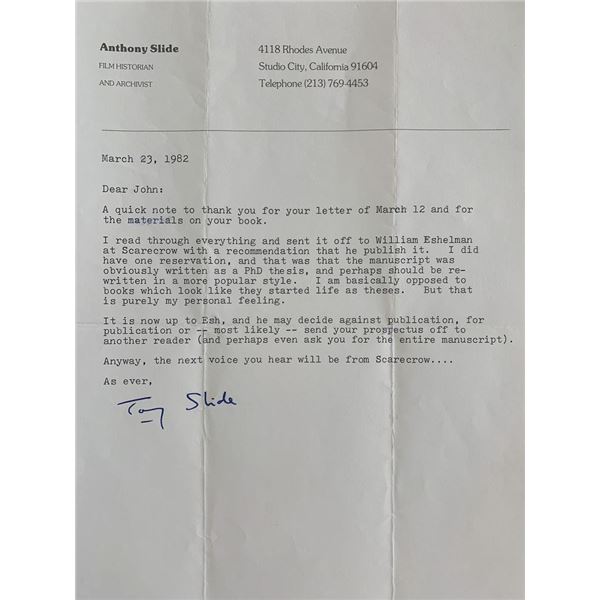 Anthony Slide
FILM HISTORIAN
AND ARCHIVIST
4118 Rhodes Avenue
Studio City, California 91604
Telephone (213) 769-4453
March 23, 1982
Dear John:
A quick note to thank you for your letter of March 12 and for
the materials on your book.
I read through everything and sent it off to William Eshelman
at Scarecrow with a recommendation that he publish it. I did
have one reservation, and that was that the manuscript was
obviously written as a PhD thesis, and perhaps should be re-
written in a more popular style. I am basically opposed to
books which look like they started life as theses. But that
is purely my personal feeling.
It is now up to Esh, and he may decide against publication, for
publication or -- most likely -- send your prospectus off to
another reader (and perhaps even ask you for the entire manuscript).
Anyway, the next voice you hear will be from Scarecrow....
As ever,
Tony Slide